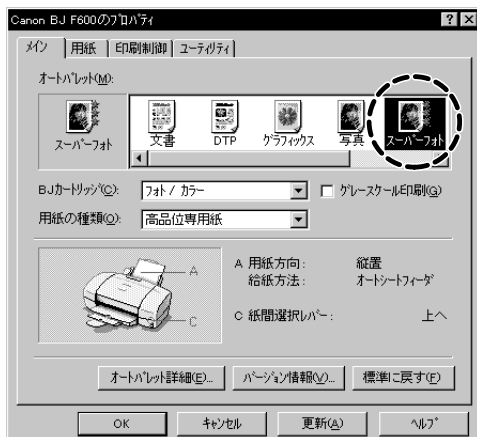 Canon BJ F600のﾌﾟﾛﾊﾟﾃｨ
ﾒｲﾝ 用紙 印刷制御 ﾕｰﾃｨﾘﾃｨ
ｵｰﾄﾊﾟﾚｯﾄ(M):
スーパーフォト 文書 DTP グラフィックス 写真 スーパーフォト
BJｶｰﾄﾘｯｼﾞ(C): ﾌｫﾄ / ｶﾗｰ ｸﾞﾚｰｽｹｰﾙ印刷(G)
用紙の種類(O): 高品位専用紙
A A 用紙方向: 縦置
給紙方法: ｵｰﾄｼｰﾄﾌｨｰﾀﾞ
C C 紙間選択ﾚﾊﾞｰ: 上へ
ｵｰﾄﾊﾟﾚｯﾄ詳細(E)... ﾊﾞｰｼﾞｮﾝ情報(V)... 標準に戻す(F)
OK ｷｬﾝｾﾙ 更新(A) ﾍﾙﾌﾟ